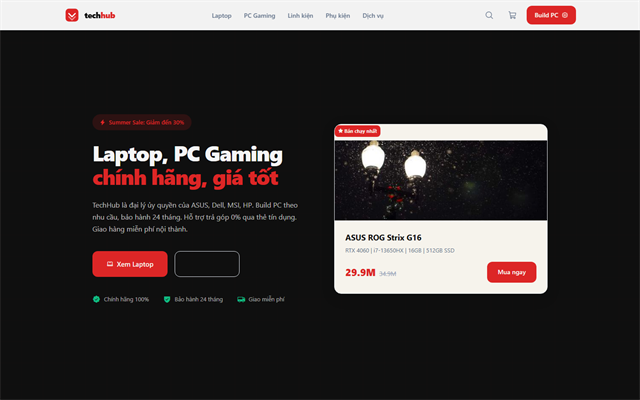 techhub
Laptop
PC Gaming
Linh kiện
Phụ kiện
Dịch vụ
Build PC
Summer Sale: Giảm đến 30%
Laptop, PC Gaming
chính hãng, giá tốt
TechHub là đại lý ủy quyền của ASUS, Dell, MSI, HP. Build PC theo
nhu cầu, bảo hành 24 tháng. Hỗ trợ trả góp 0% qua thẻ tín dụng.
Giao hàng miễn phí nội thành.
Xem Laptop
Chính hãng 100%
Bảo hành 24 tháng
Giao miễn phí
Bán chạy nhất
ASUS ROG Strix G16
RTX 4060 | i7-13650HX | 16GB | 512GB SSD
29.9M 34.9M
Mua ngay